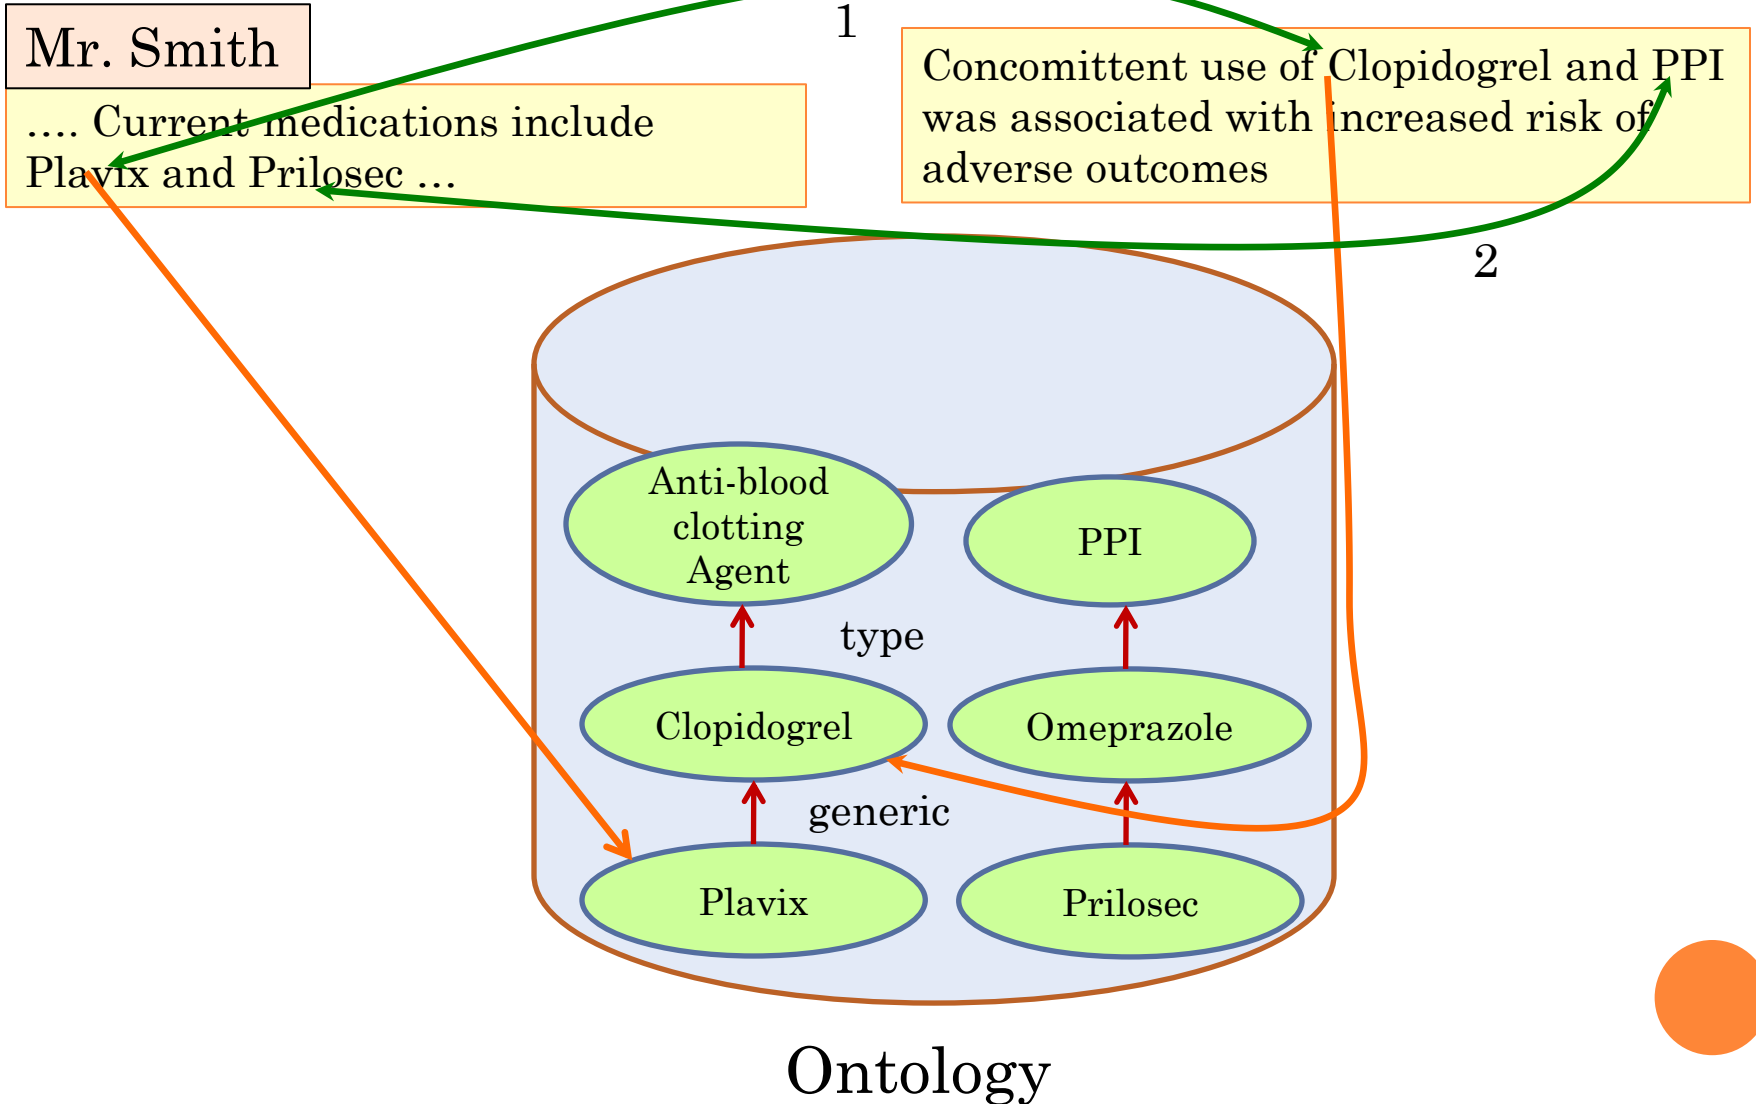 1
Mr. Smith
.... Current medications include
Plavix and Prilosec ...
Concomittent use of Clopidogrel and PPI
was associated with increased risk of
adverse outcomes
2
Anti-blood
clotting
Agent
PPI
type
Clopidogrel
Omeprazole
generic
Plavix
Prilosec
Ontology